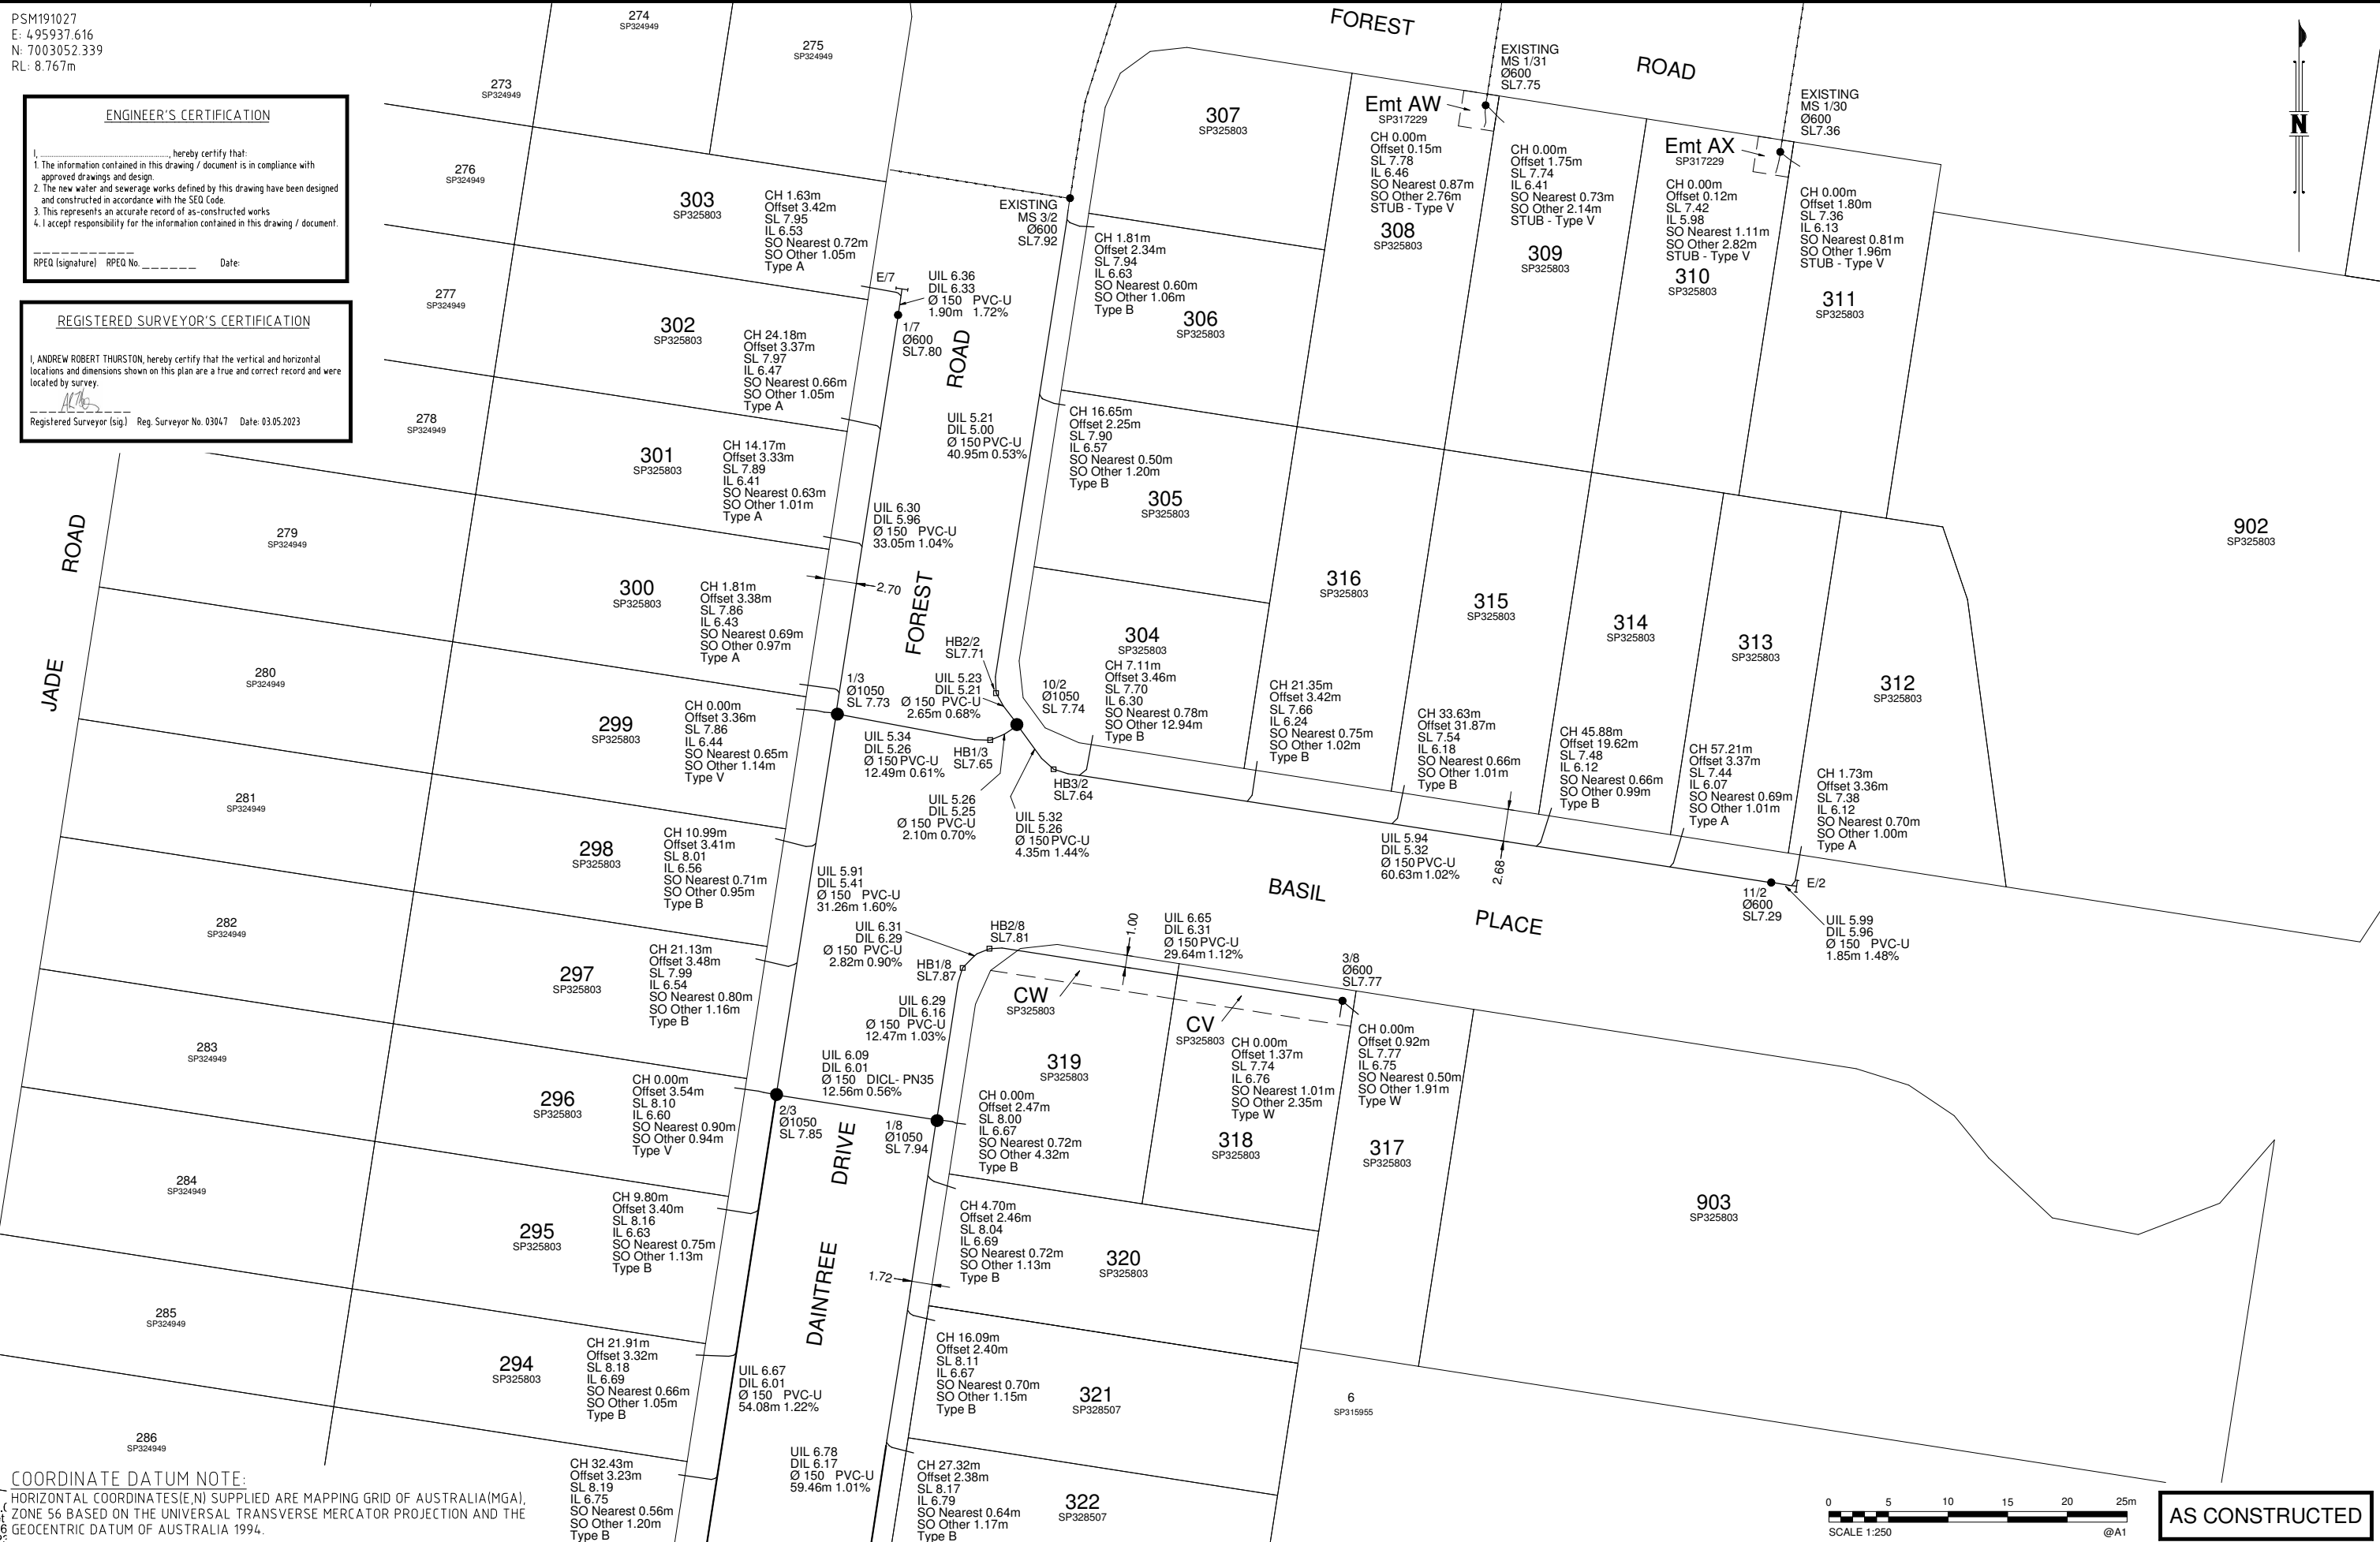 PSM191027
E: 495937.616
N: 7003052.339
RL: 8.767m
ENGINEER'S CERTIFICATION
I, ........................................................., hereby certify that:
1. The information contained in this drawing / document is in compliance with
approved drawings and design.
2. The new water and sewerage works defined by this drawing have been designed
and constructed in accordance with the SEQ Code.
3. This represents an accurate record of as-constructed works
4. I accept responsibility for the information contained in this drawing / document.
RPEQ (signature) RPEQ No. ______ Date:
REGISTERED SURVEYOR'S CERTIFICATION
I, ANDREW ROBERT THURSTON, hereby certify that the vertical and horizontal
locations and dimensions shown on this plan are a true and correct record and were
located by survey.
Registered Surveyor (sig.) Reg. Surveyor No. 03047 Date: 03.05.2023
JADE
ROAD
273
SP324949
274
SP324949
275
SP324949
276
SP324949
277
SP324949
278
SP324949
279
SP324949
280
SP324949
281
SP324949
282
SP324949
283
SP324949
284
SP324949
285
SP324949
286
SP324949
303
SP325803
CH 1.63m
Offset 3.42m
SL 7.95
IL 6.53
SO Nearest 0.72m
SO Other 1.05m
Type A
302
SP325803
CH 24.18m
Offset 3.37m
SL 7.97
IL 6.47
SO Nearest 0.66m
SO Other 1.05m
Type A
301
SP325803
CH 14.17m
Offset 3.33m
SL 7.89
IL 6.41
SO Nearest 0.63m
SO Other 1.01m
Type A
300
SP325803
CH 1.81m
Offset 3.38m
SL 7.86
IL 6.43
SO Nearest 0.69m
SO Other 0.97m
Type A
299
SP325803
CH 0.00m
Offset 3.36m
SL 7.86
IL 6.44
SO Nearest 0.65m
SO Other 1.14m
Type V
298
SP325803
CH 10.99m
Offset 3.41m
SL 8.01
IL 6.56
SO Nearest 0.71m
SO Other 0.95m
Type B
297
SP325803
CH 21.13m
Offset 3.48m
SL 7.99
IL 6.54
SO Nearest 0.80m
SO Other 1.16m
Type B
296
SP325803
CH 0.00m
Offset 3.54m
SL 8.10
IL 6.60
SO Nearest 0.90m
SO Other 0.94m
Type V
295
SP325803
CH 9.80m
Offset 3.40m
SL 8.16
IL 6.63
SO Nearest 0.75m
SO Other 1.13m
Type B
294
SP325803
CH 21.91m
Offset 3.32m
SL 8.18
IL 6.69
SO Nearest 0.66m
SO Other 1.05m
Type B
CH 32.43m
Offset 3.23m
SL 8.19
IL 6.75
SO Nearest 0.56m
SO Other 1.20m
Type B
E/7
UIL 6.36
DIL 6.33
Ø 150 PVC-U
1.90m 1.72%
1/7
Ø600
SL7.80
FOREST
ROAD
UIL 5.21
DIL 5.00
Ø 150 PVC-U
40.95m 0.53%
UIL 6.30
DIL 5.96
Ø 150 PVC-U
33.05m 1.04%
2.70
1/3
Ø1050
SL 7.73
HB2/2
SL7.71
UIL 5.23
DIL 5.21
Ø 150 PVC-U
2.65m 0.68%
10/2
Ø1050
SL 7.74
UIL 5.34
DIL 5.26
Ø 150 PVC-U
12.49m 0.61%
HB1/3
SL7.65
HB3/2
SL7.64
UIL 5.26
DIL 5.25
Ø 150 PVC-U
2.10m 0.70%
UIL 5.32
DIL 5.26
Ø 150 PVC-U
4.35m 1.44%
UIL 5.91
DIL 5.41
Ø 150 PVC-U
31.26m 1.60%
UIL 6.31
DIL 6.29
Ø 150 PVC-U
2.82m 0.90%
HB2/8
SL7.81
HB1/8
SL7.87
UIL 6.29
DIL 6.16
Ø 150 PVC-U
12.47m 1.03%
UIL 6.09
DIL 6.01
Ø 150 DICL- PN35
12.56m 0.56%
2/3
Ø1050
SL 7.85
1/8
Ø1050
SL 7.94
DAINTREE
DRIVE
1.72
UIL 6.67
DIL 6.01
Ø 150 PVC-U
54.08m 1.22%
UIL 6.78
DIL 6.17
Ø 150 PVC-U
59.46m 1.01%
FOREST
ROAD
EXISTING
MS 3/2
Ø600
SL7.92
307
SP325803
CH 1.81m
Offset 2.34m
SL 7.94
IL 6.63
SO Nearest 0.60m
SO Other 1.06m
Type B
306
SP325803
CH 16.65m
Offset 2.25m
SL 7.90
IL 6.57
SO Nearest 0.50m
SO Other 1.20m
Type B
305
SP325803
304
SP325803
CH 7.11m
Offset 3.46m
SL 7.70
IL 6.30
SO Nearest 0.78m
SO Other 12.94m
Type B
EXISTING
MS 1/31
Ø600
SL7.75
Emt AW
SP317229
CH 0.00m
Offset 0.15m
SL 7.78
IL 6.46
SO Nearest 0.87m
SO Other 2.76m
STUB - Type V
308
SP325803
CH 0.00m
Offset 1.75m
SL 7.74
IL 6.41
SO Nearest 0.73m
SO Other 2.14m
STUB - Type V
309
SP325803
EXISTING
MS 1/30
Ø600
SL7.36
Emt AX
SP317229
CH 0.00m
Offset 0.12m
SL 7.42
IL 5.98
SO Nearest 1.11m
SO Other 2.82m
STUB - Type V
310
SP325803
CH 0.00m
Offset 1.80m
SL 7.36
IL 6.13
SO Nearest 0.81m
SO Other 1.96m
STUB - Type V
311
SP325803
N
902
SP325803
316
SP325803
CH 21.35m
Offset 3.42m
SL 7.66
IL 6.24
SO Nearest 0.75m
SO Other 1.02m
Type B
315
SP325803
CH 33.63m
Offset 31.87m
SL 7.54
IL 6.18
SO Nearest 0.66m
SO Other 1.01m
Type B
314
SP325803
CH 45.88m
Offset 19.62m
SL 7.48
IL 6.12
SO Nearest 0.66m
SO Other 0.99m
Type B
313
SP325803
CH 57.21m
Offset 3.37m
SL 7.44
IL 6.07
SO Nearest 0.69m
SO Other 1.01m
Type A
312
SP325803
CH 1.73m
Offset 3.36m
SL 7.38
IL 6.12
SO Nearest 0.70m
SO Other 1.00m
Type A
UIL 5.94
DIL 5.32
Ø 150 PVC-U
60.63m 1.02%
2.68
11/2
Ø600
SL7.29
E/2
UIL 5.99
DIL 5.96
Ø 150 PVC-U
1.85m 1.48%
BASIL
PLACE
1.00
UIL 6.65
DIL 6.31
Ø 150 PVC-U
29.64m 1.12%
3/8
Ø600
SL7.77
CW
SP325803
CV
SP325803
319
SP325803
CH 0.00m
Offset 2.47m
SL 8.00
IL 6.67
SO Nearest 0.72m
SO Other 4.32m
Type B
CH 0.00m
Offset 1.37m
SL 7.74
IL 6.76
SO Nearest 1.01m
SO Other 2.35m
Type W
318
SP325803
CH 0.00m
Offset 0.92m
SL 7.77
IL 6.75
SO Nearest 0.50m
SO Other 1.91m
Type W
317
SP325803
CH 4.70m
Offset 2.46m
SL 8.04
IL 6.69
SO Nearest 0.72m
SO Other 1.13m
Type B
320
SP325803
CH 16.09m
Offset 2.40m
SL 8.11
IL 6.67
SO Nearest 0.70m
SO Other 1.15m
Type B
321
SP328507
CH 27.32m
Offset 2.38m
SL 8.17
IL 6.79
SO Nearest 0.64m
SO Other 1.17m
Type B
322
SP328507
903
SP325803
6
SP315955
COORDINATE DATUM NOTE:
HORIZONTAL COORDINATES(E,N) SUPPLIED ARE MAPPING GRID OF AUSTRALIA(MGA),
ZONE 56 BASED ON THE UNIVERSAL TRANSVERSE MERCATOR PROJECTION AND THE
GEOCENTRIC DATUM OF AUSTRALIA 1994.
0 5 10 15 20 25m
SCALE 1:250 @A1
AS CONSTRUCTED